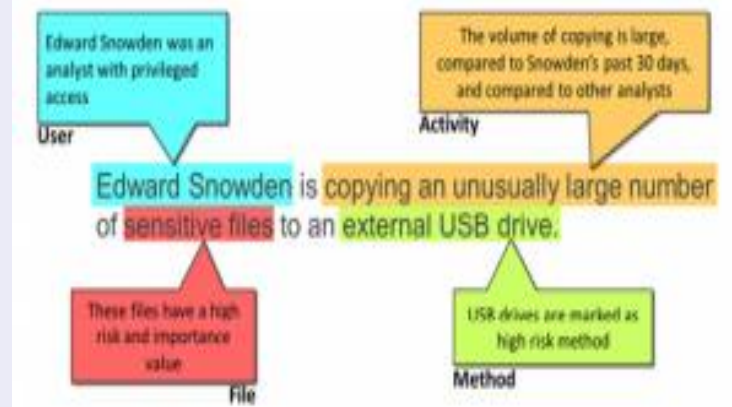 Edward Snowden was an
analyst with privileged
access
User
The volume of copying is large,
compared to Snowden's past 30 days,
and compared to other analysts
Activity
Edward Snowden is copying an unusually large number
of sensitive files to an external USB drive.
These files have a high
risk and importance
value
File
USB drives are marked as
high risk method
Method